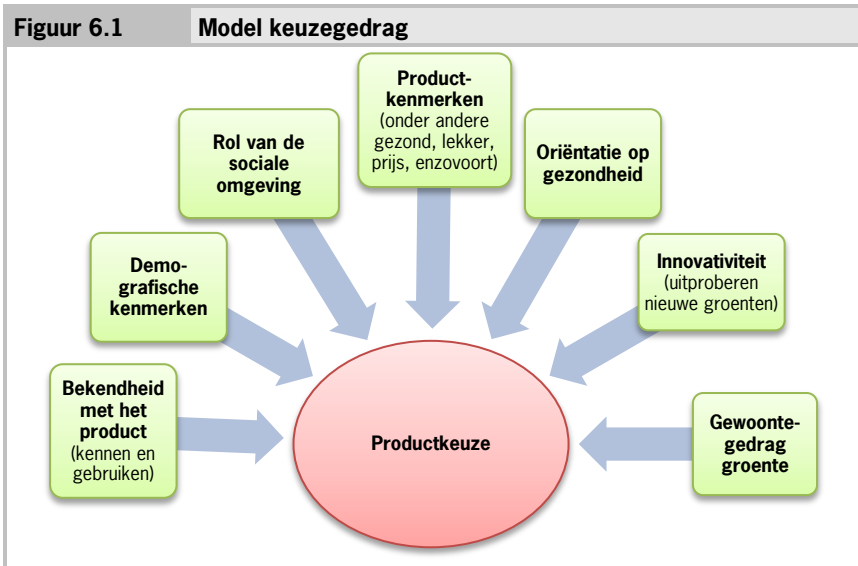 Figuur 6.1 Model keuzegedrag
Product-
kenmerken
(onder andere
gezond, lekker,
prijs, enzovoort)
Rol van de
sociale
omgeving
Oriëntatie op
gezondheid
Demo-
grafische
kenmerken
Innovativiteit
(uitproberen
nieuwe groenten)
Bekendheid
met het
product
(kennen en
gebruiken)
Productkeuze
Gewoonte-
gedrag
groente